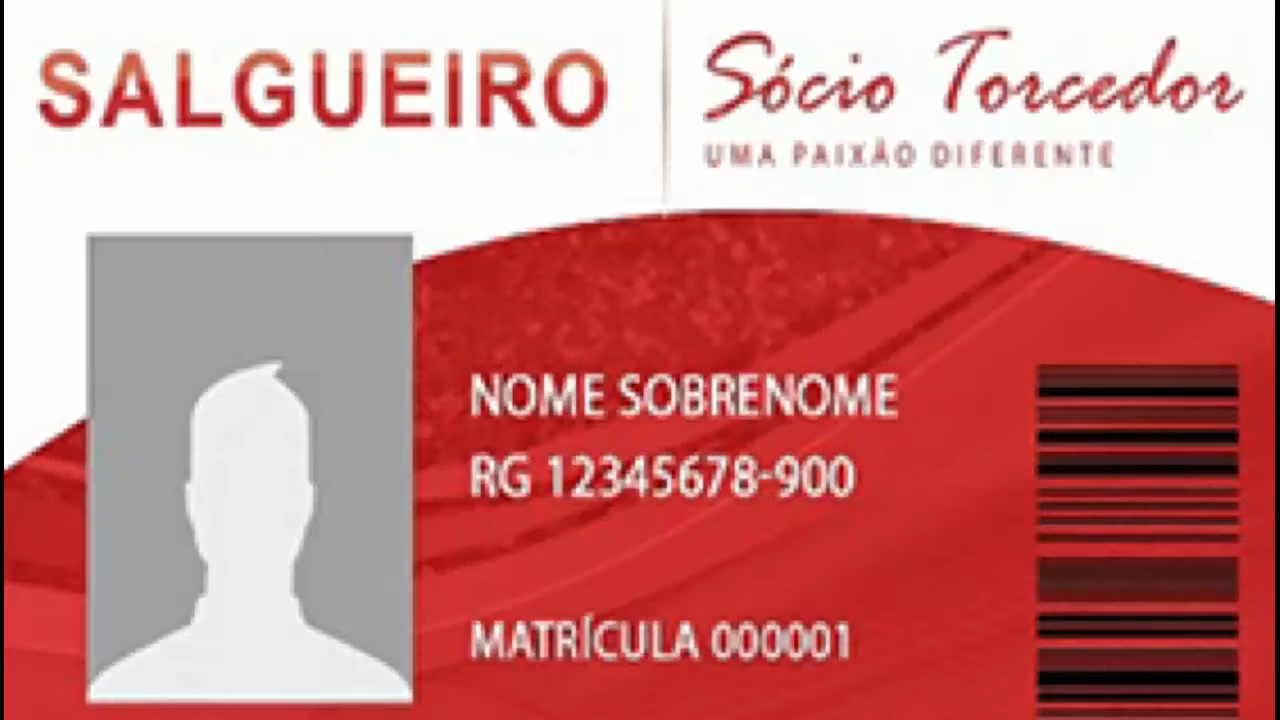 SALGUEIRO
Sócio Torcedor
UMA PAIXÃO DIFERENTE
NOME SOBRENOME
RG 12345678-900
MATRÍCULA 000001